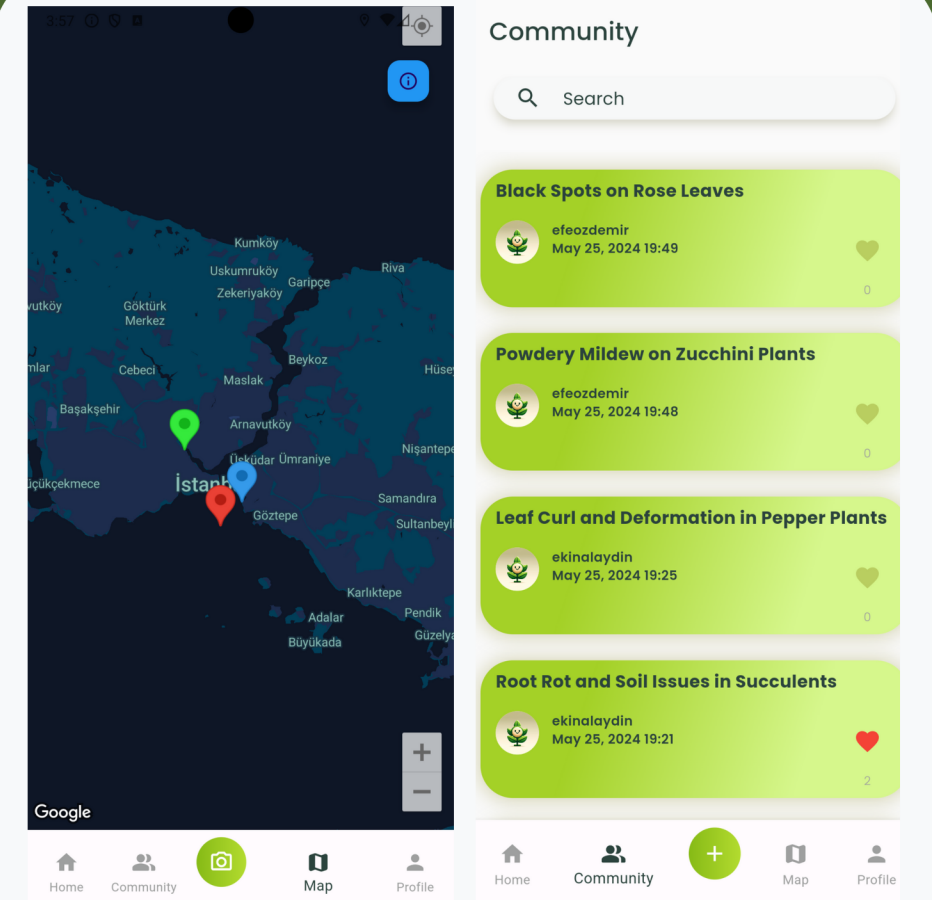 3:57
Kumköy
Uskumruköy
Riva
Garipçe
Zekeriyaköy
vutköy
Göktürk
Merkez
Beykoz
mlar
Cebeci
Hüse
Maslak
Başakşehir
Arnavutköy
Nişantepe
Üsküdar Ümraniye
üçükçekmece
İstanb
Samandıra
Göztepe
Sultanbeyli
Karlıktepe
Pendik
Adalar
Güzelya
Büyükada
Google
Home
Community
Map
Profile
Community
Search
Black Spots on Rose Leaves
efeozdemir
May 25, 2024 19:49
0
Powdery Mildew on Zucchini Plants
efeozdemir
May 25, 2024 19:48
0
Leaf Curl and Deformation in Pepper Plants
ekinalaydin
May 25, 2024 19:25
0
Root Rot and Soil Issues in Succulents
ekinalaydin
May 25, 2024 19:21
2
Home
Community
Map
Profile